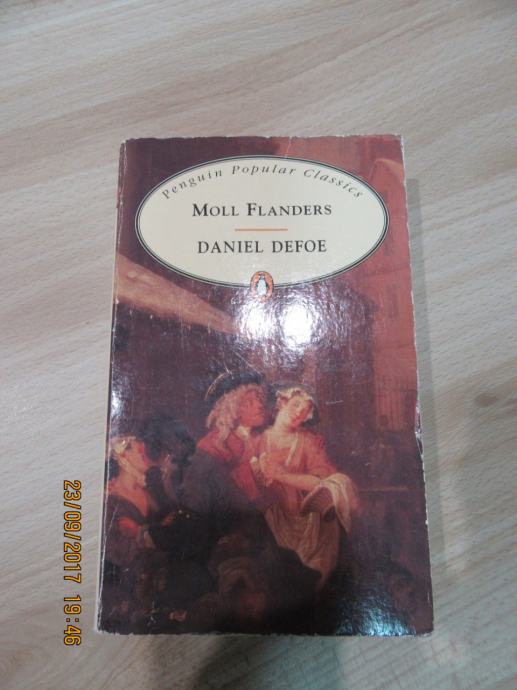 Penguin Popular Classics
MOLL FLANDERS
DANIEL DEFOE
23/09/2017 19:46